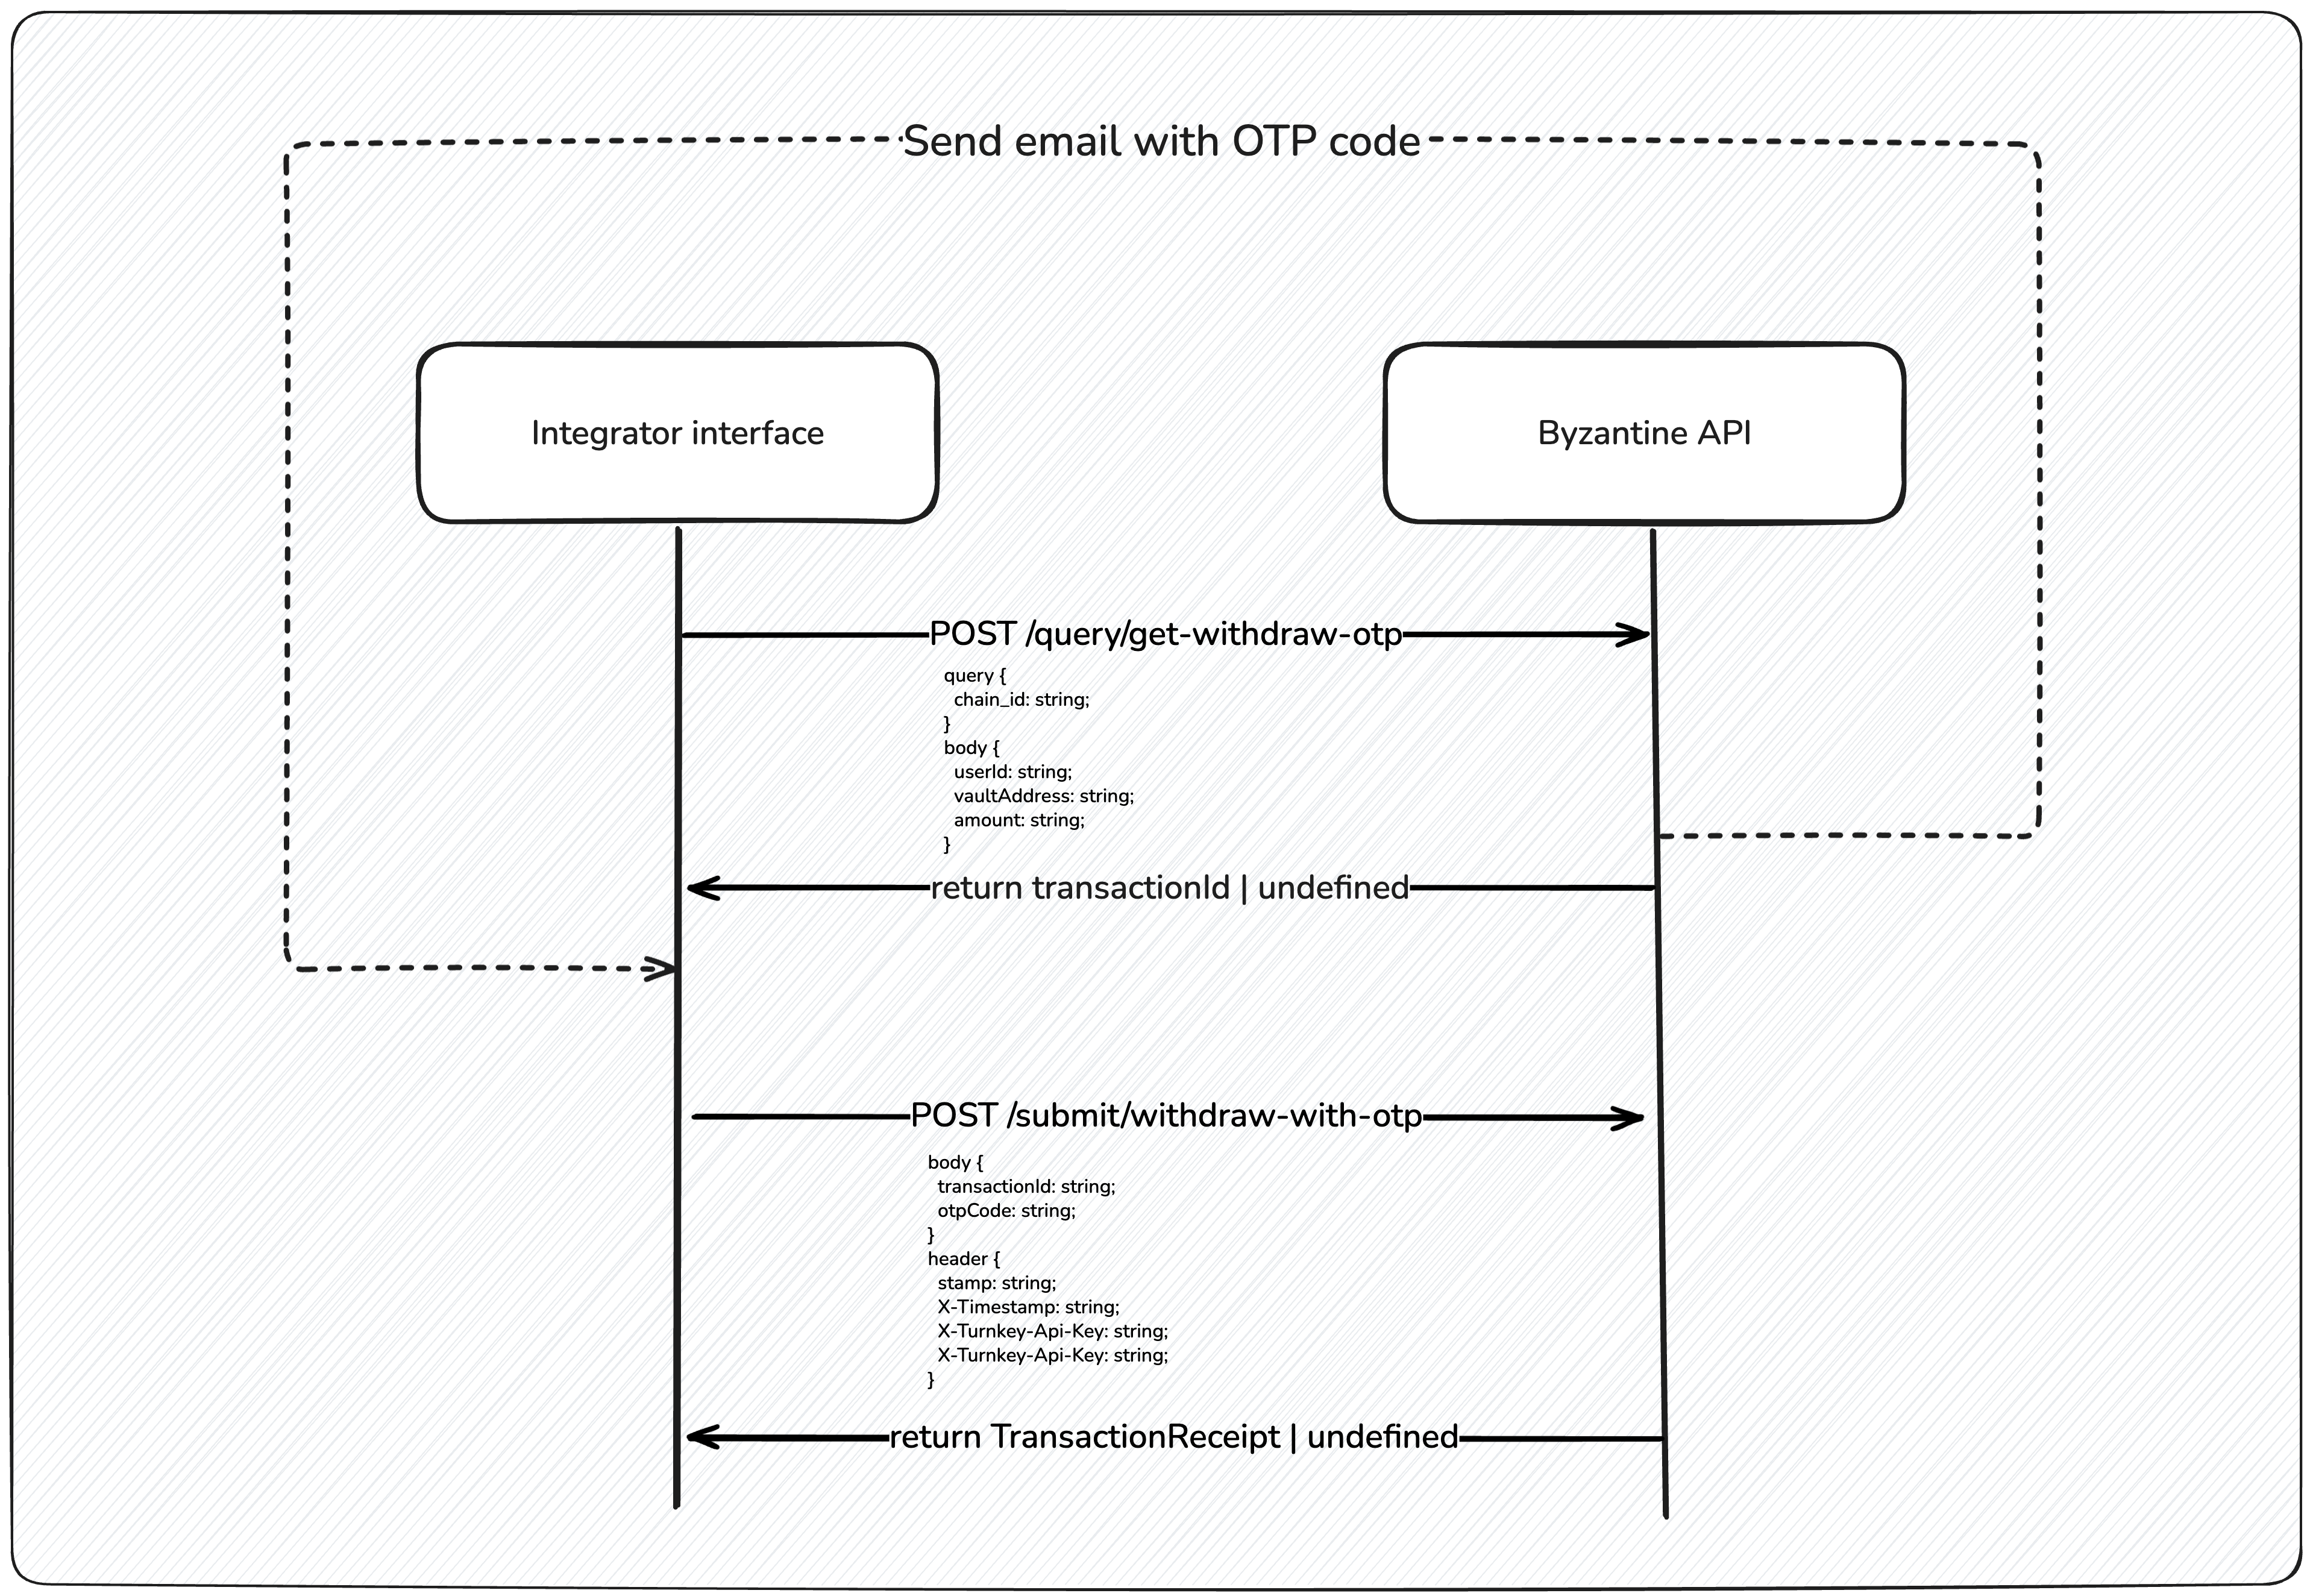 Send email with OTP code
Integrator interface
Byzantine API
POST /query/get-withdraw-otp
query {
chain_id: string;
}
body {
userId: string;
vaultAddress: string;
amount: string;
}
return transactionId | undefined
POST /submit/withdraw-with-otp
body {
transactionId: string;
otpCode: string;
}
header {
stamp: string;
X-Timestamp: string;
X-Turnkey-Api-Key: string;
X-Turnkey-Api-Key: string;
}
return TransactionReceipt | undefined